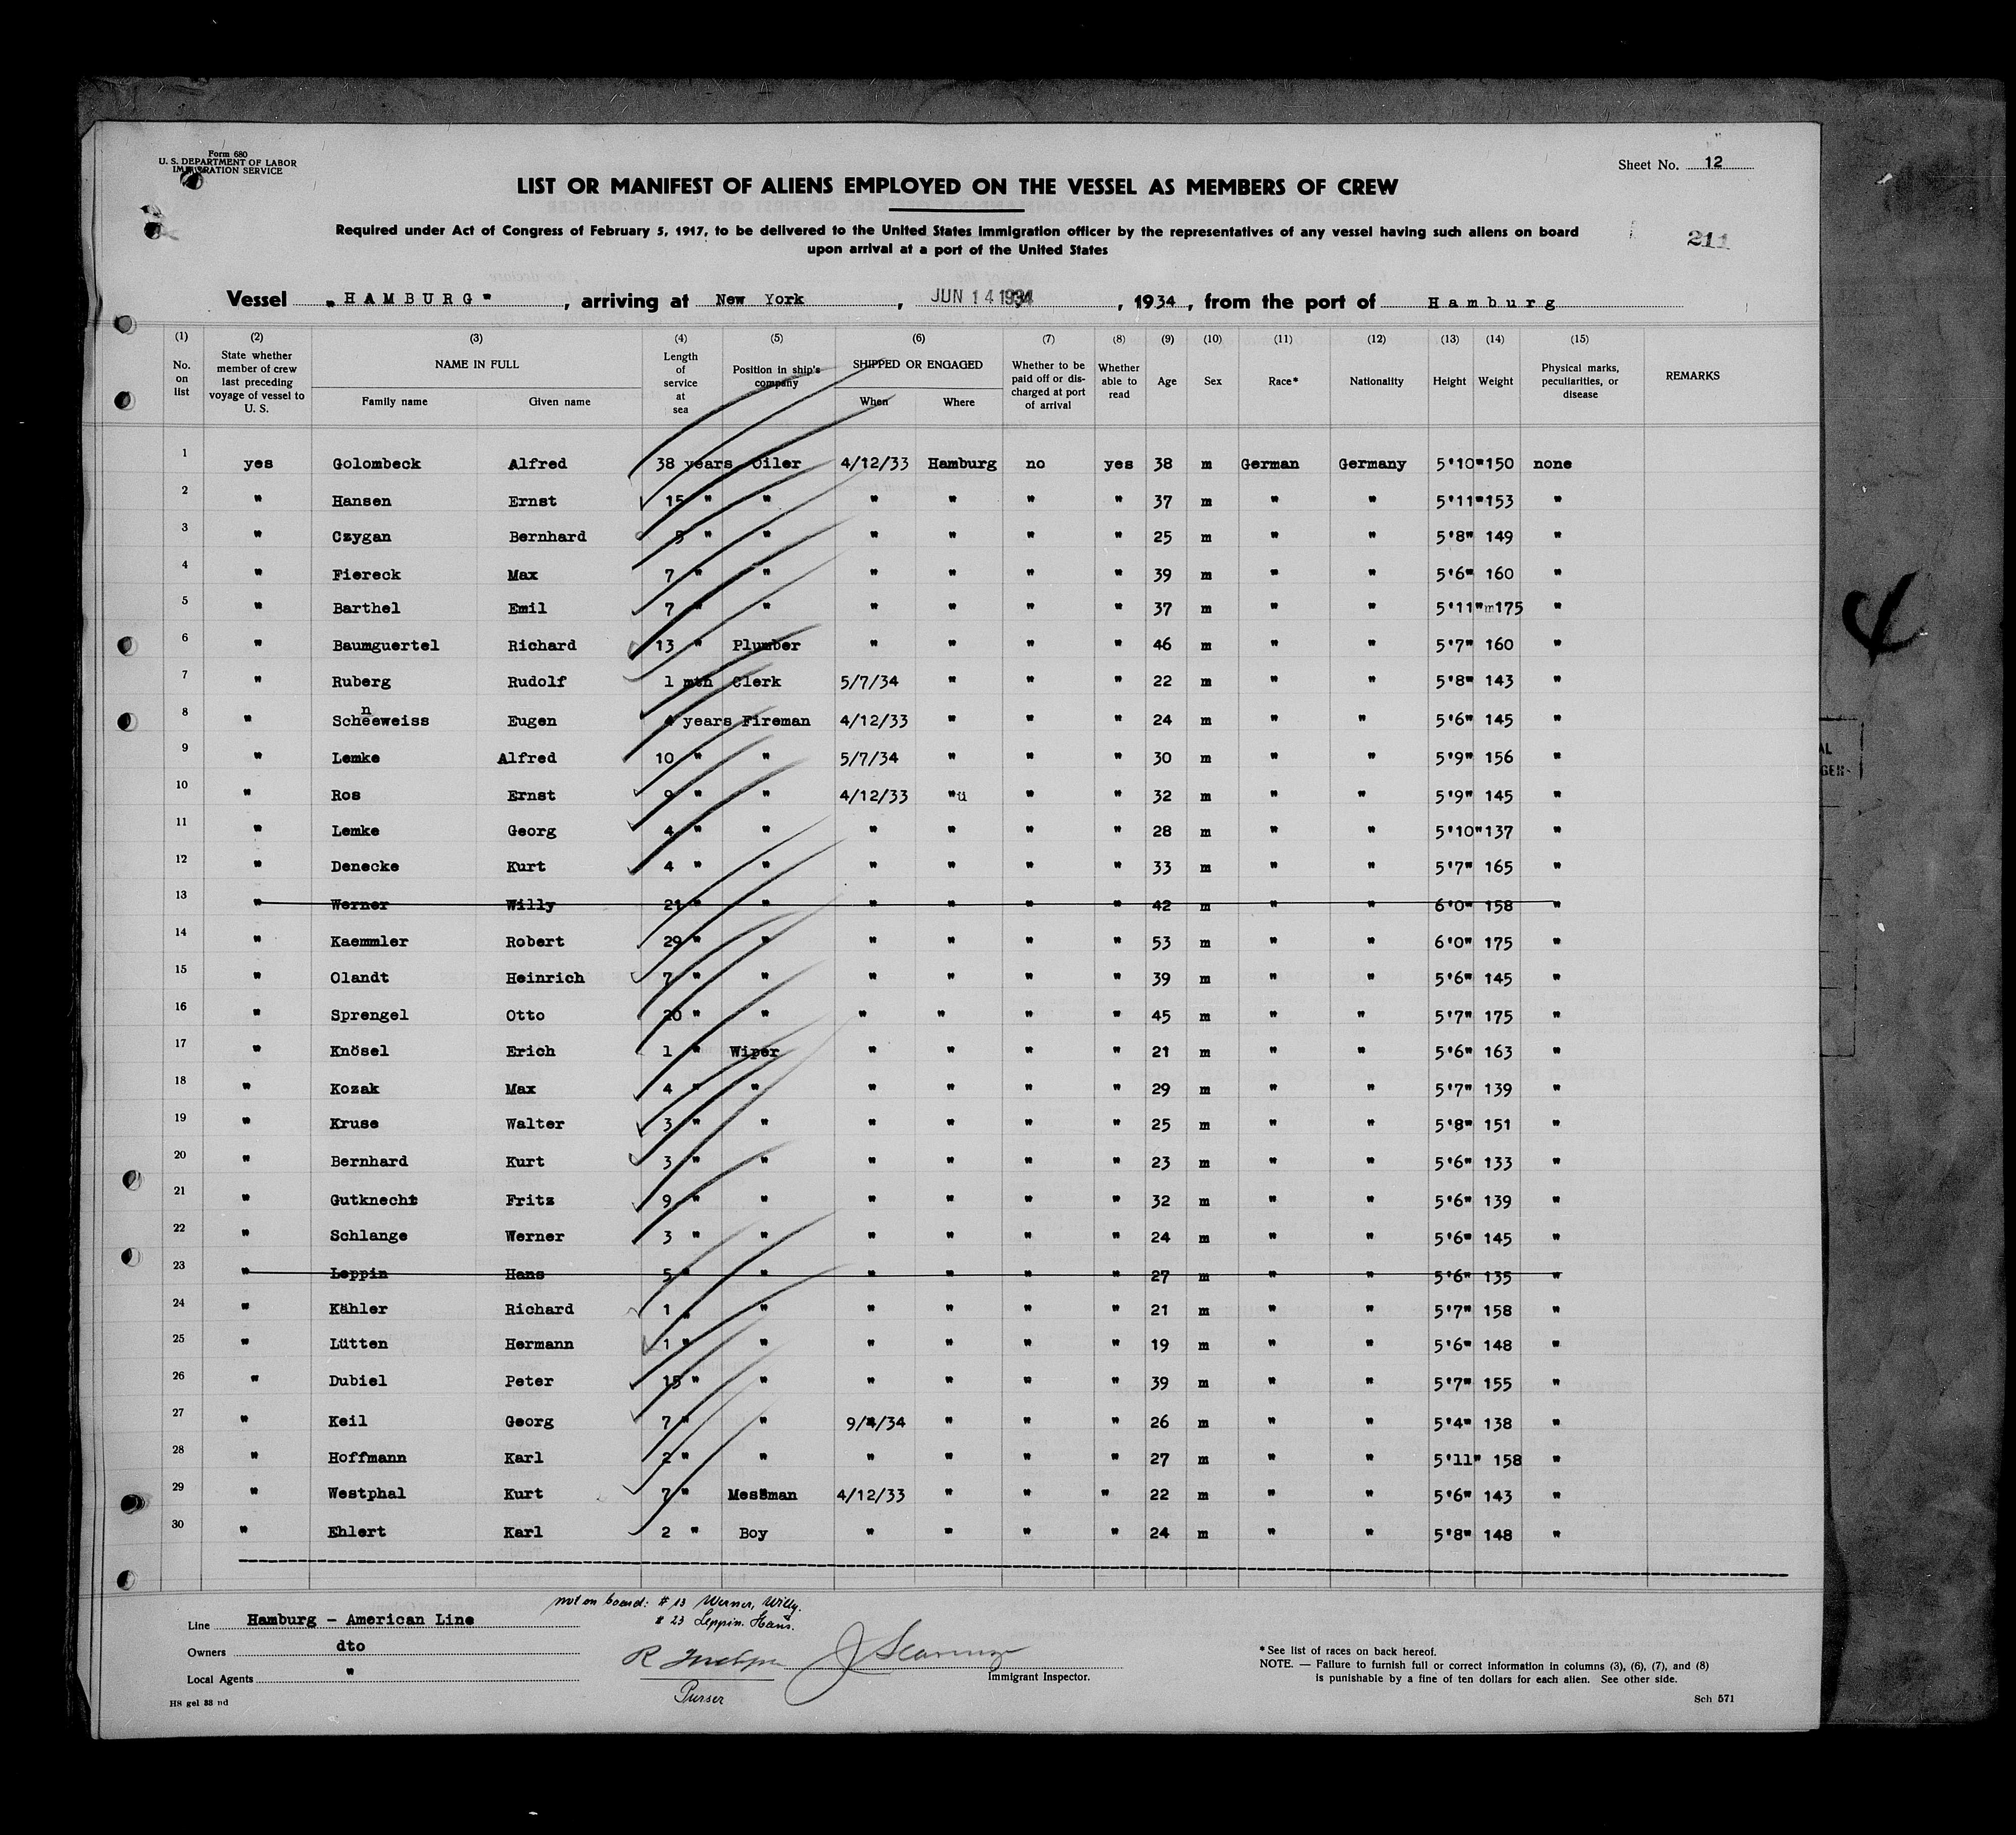 Form 680
U. S. DEPARTMENT OF LABOR
IMMIGRATION SERVICE
Sheet No. 12
LIST OR MANIFEST OF ALIENS EMPLOYED ON THE VESSEL AS MEMBERS OF CREW
Required under Act of Congress of February 5, 1917, to be delivered to the United States Immigration officer by the representatives of any vessel having such aliens on board
upon arrival at a port of the United States
211
Vessel "HAMBURG", arriving at New York, JUN 14 1934, 1934, from the port of Hamburg
(1) (2) (3) (4) (5) (6) (7) (8) (9) (10) (11) (12) (13) (14) (15)
No. on list State whether member of crew last preceding voyage of vessel to U. S. NAME IN FULL Family name Given name Length of service at sea Position in ship's company SHIPPED OR ENGAGED When Where Whether to be paid off or discharged at port of arrival Whether able to read Age Sex Race* Nationality Height Weight Physical marks, peculiarities, or disease REMARKS
1 yes Golombeck Alfred 38 years Oiler 4/12/33 Hamburg no yes 38 m German Germany 5'10" 150 none
2 " Hansen Ernst 15 " " " " " " 37 m " " 5'11" 153 "
3 " Czygan Bernhard 5 " " " " " " 25 m " " 5'8" 149 "
4 " Fiereck Max 7 " " " " " " 39 m " " 5'6" 160 "
5 " Barthel Emil 7 " " " " " " 37 m " " 5'11" m175 "
6 " Baumguertel Richard 13 " Plumber " " " " 46 m " " 5'7" 160 "
7 " Ruberg Rudolf 1 mth Clerk 5/7/34 " " " 22 m " " 5'8" 143 "
8 " Schneeweiss Eugen 4 years Fireman 4/12/33 " " " 24 m " " 5'6" 145 "
9 " Lemke Alfred 10 " " 5/7/34 " " " 30 m " " 5'9" 156 "
10 " Ros Ernst 9 " " 4/12/33 "ü " " 32 m " " 5'9" 145 "
11 " Lemke Georg 4 " " " " " " 28 m " " 5'10" 137 "
12 " Denecke Kurt 4 " " " " " " 33 m " " 5'7" 165 "
13 " Werner Willy 21 " " " " " " 42 m " " 6'0" 158 "
14 " Kaemmler Robert 29 " " " " " " 53 m " " 6'0" 175 "
15 " Olandt Heinrich 7 " " " " " " 39 m " " 5'6" 145 "
16 " Sprengel Otto 20 " " " " " " 45 m " " 5'7" 175 "
17 " Knösel Erich 1 " Wiper " " " " 21 m " " 5'6" 163 "
18 " Kozak Max 4 " " " " " " 29 m " " 5'7" 139 "
19 " Kruse Walter 3 " " " " " " 25 m " " 5'8" 151 "
20 " Bernhard Kurt 3 " " " " " " 23 m " " 5'6" 133 "
21 " Gutknecht Fritz 9 " " " " " " 32 m " " 5'6" 139 "
22 " Schlange Werner 3 " " " " " " 24 m " " 5'6" 145 "
23 " Leppin Hans 5 " " " " " " 27 m " " 5'6" 135 "
24 " Kähler Richard 1 " " " " " " 21 m " " 5'7" 158 "
25 " Lütten Hermann 1 " " " " " " 19 m " " 5'6" 148 "
26 " Dubiel Peter 15 " " " " " " 39 m " " 5'7" 155 "
27 " Keil Georg 7 " " 9/4/34 " " " 26 m " " 5'4" 138 "
28 " Hoffmann Karl 2 " " " " " " 27 m " " 5'11" 158 "
29 " Westphal Kurt 7 " Messman 4/12/33 " " " 22 m " " 5'6" 143 "
30 " Ehlert Karl 2 " Boy " " " " 24 m " " 5'8" 148 "
not on board: # 13 Werner, Willy.
# 23 Leppin. Hans.
Line Hamburg - American Line
Owners dto
Local Agents "
Purser
Immigrant Inspector.
*See list of races on back hereof.
NOTE. — Failure to furnish full or correct information in columns (3), (6), (7), and (8)
is punishable by a fine of ten dollars for each alien. See other side.
HS gel 33 nd
Sch 571